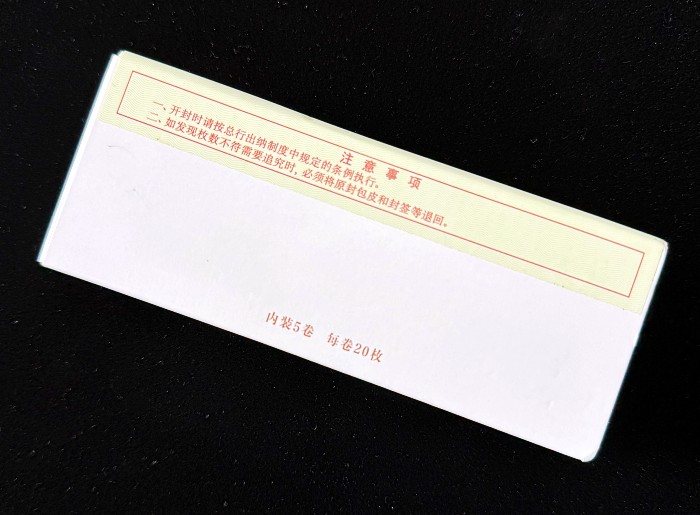 注意事项
一、开封时请按总行出纳制度中规定的条例执行。
二、如发现枚数不符需要追究时,必须将原封包皮和封签等退回。
内装5卷 每卷20枚